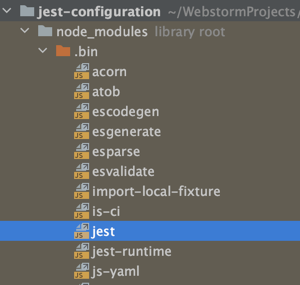 jest-configuration ~/WebstormProjects/
node_modules library root
.bin
acorn
atob
escodegen
esgenerate
esparse
esvalidate
import-local-fixture
is-ci
jest
jest-runtime
js-yaml